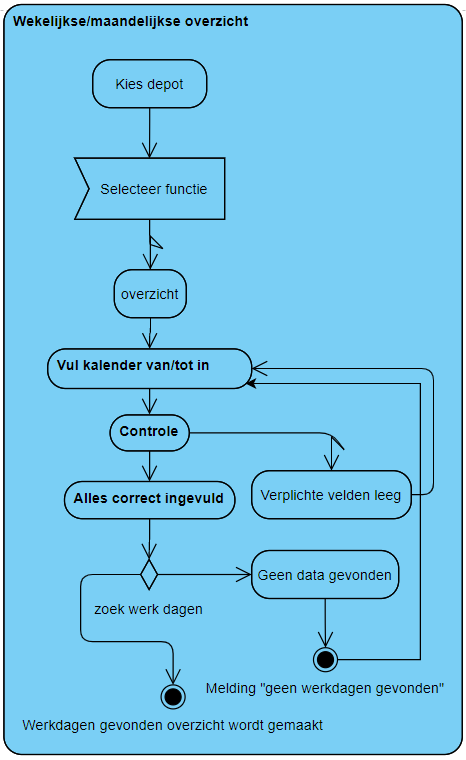 Wekelijkse/maandelijkse overzicht
Kies depot
Selecteer functie
overzicht
Vul kalender van/tot in
Controle
Verplichte velden leeg
Alles correct ingevuld
Geen data gevonden
zoek werk dagen
Melding "geen werkdagen gevonden"
Werkdagen gevonden overzicht wordt gemaakt